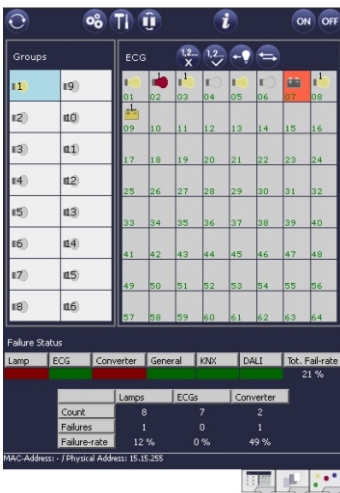 TI i ON OFF
Groups ECG 1,2... X 1,2...
1 9 1 1 1
01 02 03 04 05 06 07 08
2 10 1
09 10 11 12 13 14 15 16
3 11
17 18 19 20 21 22 23 24
4 12
25 26 27 28 29 30 31 32
5 13
33 34 35 36 37 38 39 40
6 14
41 42 43 44 45 46 47 48
7 15
49 50 51 52 53 54 55 56
8 16
57 58 59 60 61 62 63 64
Failure Status
Lamp ECG Converter General KNX DALI Tot. Fail-rate
21 %
Lamps ECGs Converter
Count 8 7 2
Failures 1 0 1
Failure-rate 12 % 0 % 49 %
MAC-Address: - / Physical Address: 15.15.255